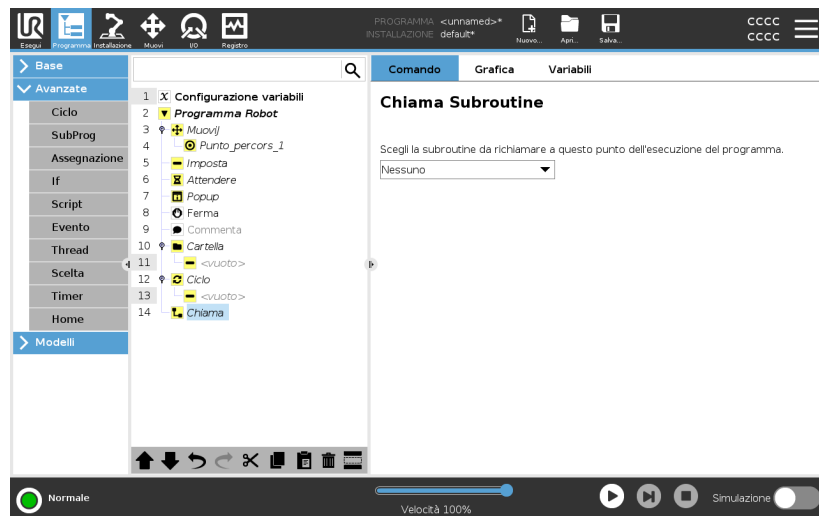 UR
Esegui
Programma
Installazione
Muovi
I/O
Registro
PROGRAMMA <unnamed>*
INSTALLAZIONE default*
Nuovo...
Apri...
Salva...
cccc
cccc
Base
Avanzate
Ciclo
SubProg
Assegnazione
If
Script
Evento
Thread
Scelta
Timer
Home
Modelli
1 X Configurazione variabili
2 Programma Robot
3 MuoviJ
4 Punto_percors_1
5 Imposta
6 Attendere
7 Popup
8 Ferma
9 Commenta
10 Cartella
11 <vuoto>
12 Ciclo
13 <vuoto>
14 Chiama
Comando
Grafica
Variabili
Chiama Subroutine
Scegli la subroutine da richiamare a questo punto dell'esecuzione del programma.
Nessuno
Normale
Velocità 100%
Simulazione